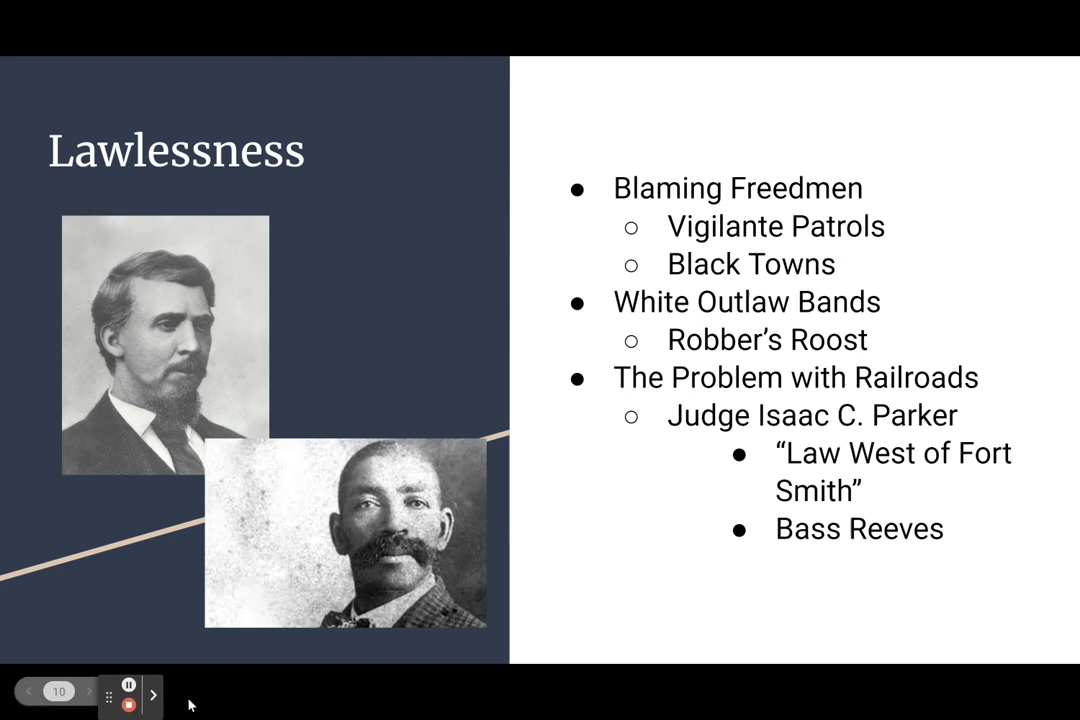 Lawlessness
● Blaming Freedmen
○ Vigilante Patrols
○ Black Towns
● White Outlaw Bands
○ Robber’s Roost
● The Problem with Railroads
○ Judge Isaac C. Parker
● “Law West of Fort
Smith”
● Bass Reeves
10